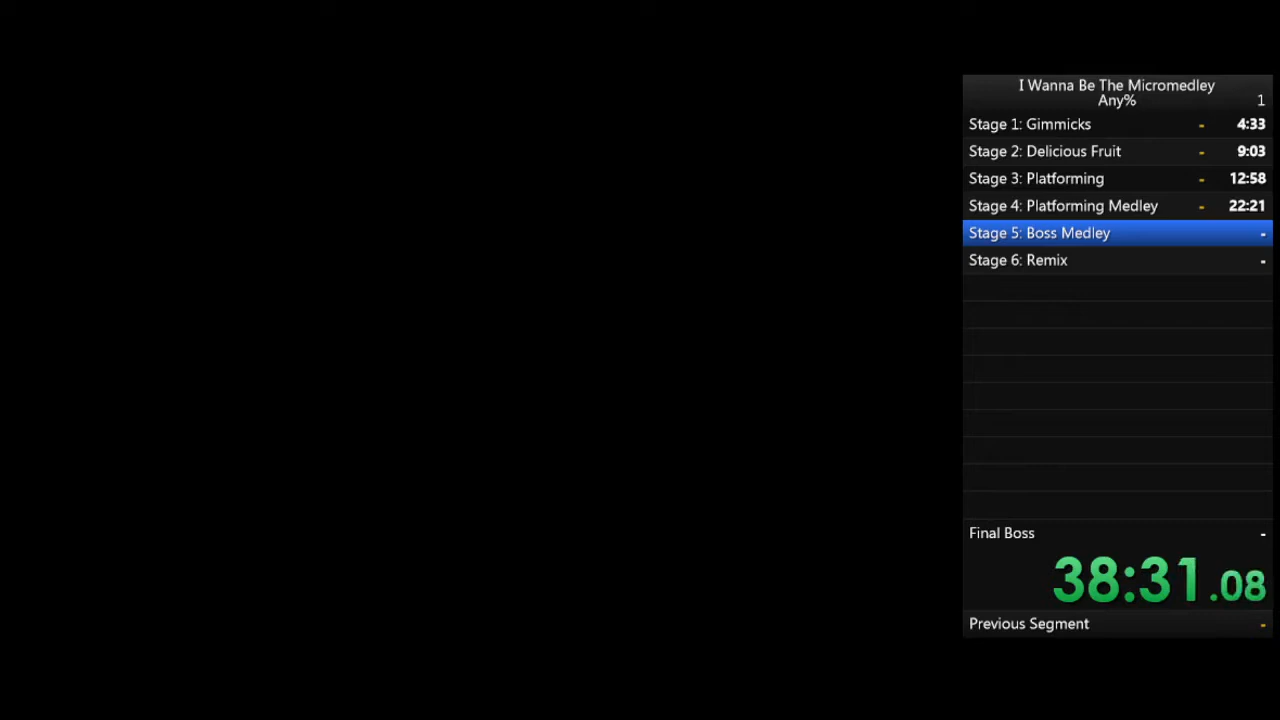 I Wanna Be The Micromedley
Any% 1
Stage 1: Gimmicks - 4:33
Stage 2: Delicious Fruit - 9:03
Stage 3: Platforming - 12:58
Stage 4: Platforming Medley - 22:21
Stage 5: Boss Medley -
Stage 6: Remix -
Final Boss -
38:31.08
Previous Segment -